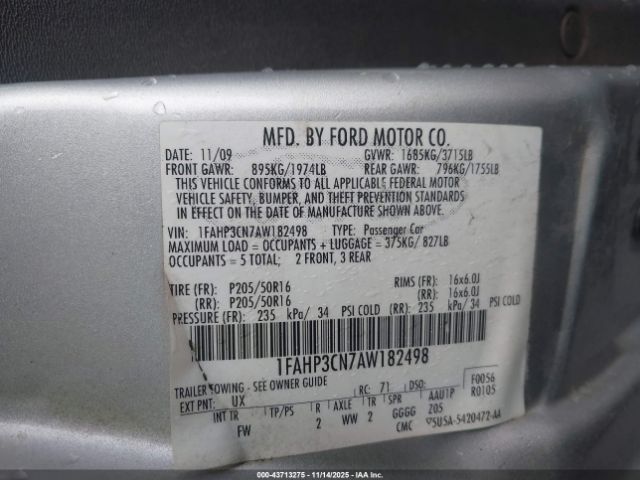 MFD. BY FORD MOTOR CO.
DATE: 11/09 GVWR: 1685KG/3715LB
FRONT GAWR: 895KG/1974LB REAR GAWR: 796KG/1755LB
THIS VEHICLE CONFORMS TO ALL APPLICABLE FEDERAL MOTOR
VEHICLE SAFETY, BUMPER, AND THEFT PREVENTION STANDARDS
IN EFFECT ON THE DATE OF MANUFACTURE SHOWN ABOVE.
VIN: 1FAHP3CN7AW182498 TYPE: Passenger Car
MAXIMUM LOAD = OCCUPANTS + LUGGAGE = 375KG/ 827LB
OCCUPANTS = 5 TOTAL; 2 FRONT, 3 REAR
TIRE (FR): P205/50R16 RIMS (FR): 16x6.0J
(RR): P205/50R16 (RR): 16x6.0J
PRESSURE (FR): 235 kPa/ 34 PSI COLD (RR): 235 kPa/ 34 PSI COLD
1FAHP3CN7AW182498
TRAILER TOWING - SEE OWNER GUIDE RC: 71 DSO: F0056
EXT PNT: UX R0105
INT TR TP/PS R AXLE TR SPR AAU1P
FW 2 WW 2 GGGG 205
CMC 5U5A-5420472-AA
000-43713275 - 11/14/2025 - IAAI.CA